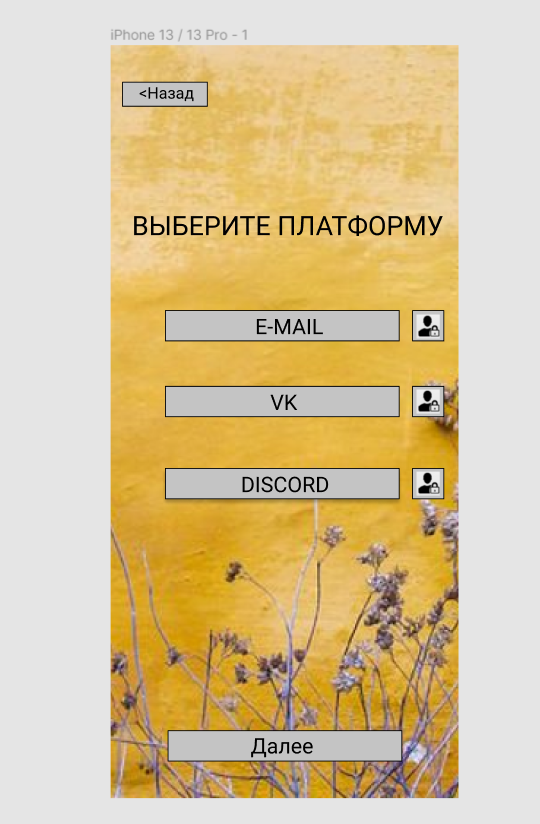 iPhone 13 / 13 Pro - 1
<Назад
ВЫБЕРИТЕ ПЛАТФОРМУ
E-MAIL
VK
DISCORD
Далее